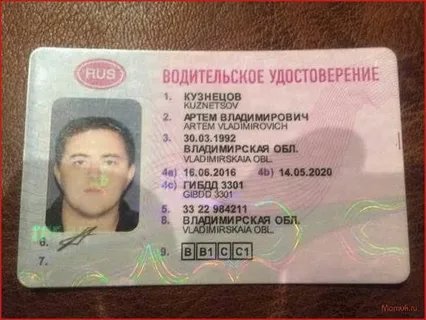 RUS
ВОДИТЕЛЬСКОЕ УДОСТОВЕРЕНИЕ
1. КУЗНЕЦОВ
KUZNETSOV
2. АРТЕМ ВЛАДИМИРОВИЧ
ARTEM VLADIMIROVICH
3. 30.03.1992
ВЛАДИМИРСКАЯ ОБЛ.
VLADIMIRSKAIA OBL.
4a) 16.06.2016 4b) 14.05.2020
4c) ГИБДД 3301
GIBDD 3301
5. 33 22 984211
8. ВЛАДИМИРСКАЯ ОБЛ.
VLADIMIRSKAIA OBL.
9. B B1 C C1
6.
7.
Momuk.ru